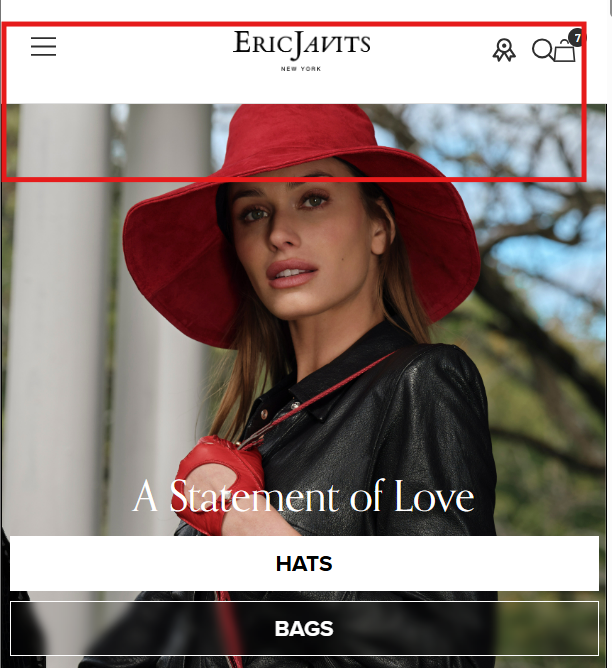 ERICJAVITS
NEW YORK
7
A Statement of Love
HATS
BAGS